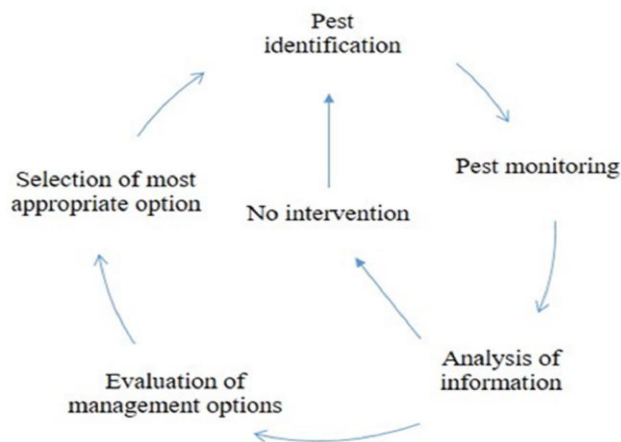 Pest
identification
Pest monitoring
Selection of most
appropriate option
No intervention
Analysis of
information
Evaluation of
management options